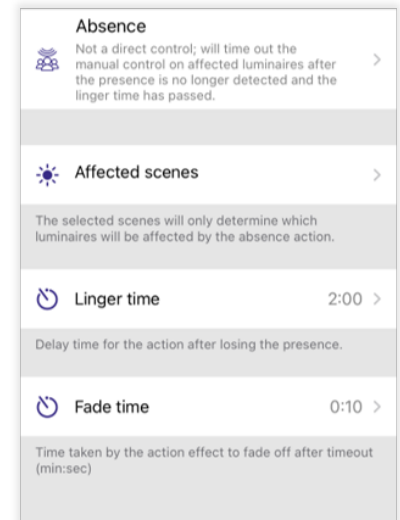 Absence
Not a direct control; will time out the
manual control on affected luminaires after
the presence is no longer detected and the
linger time has passed.
Affected scenes
The selected scenes will only determine which
luminaires will be affected by the absence action.
Linger time 2:00
Delay time for the action after losing the presence.
Fade time 0:10
Time taken by the action effect to fade off after timeout
(min:sec)